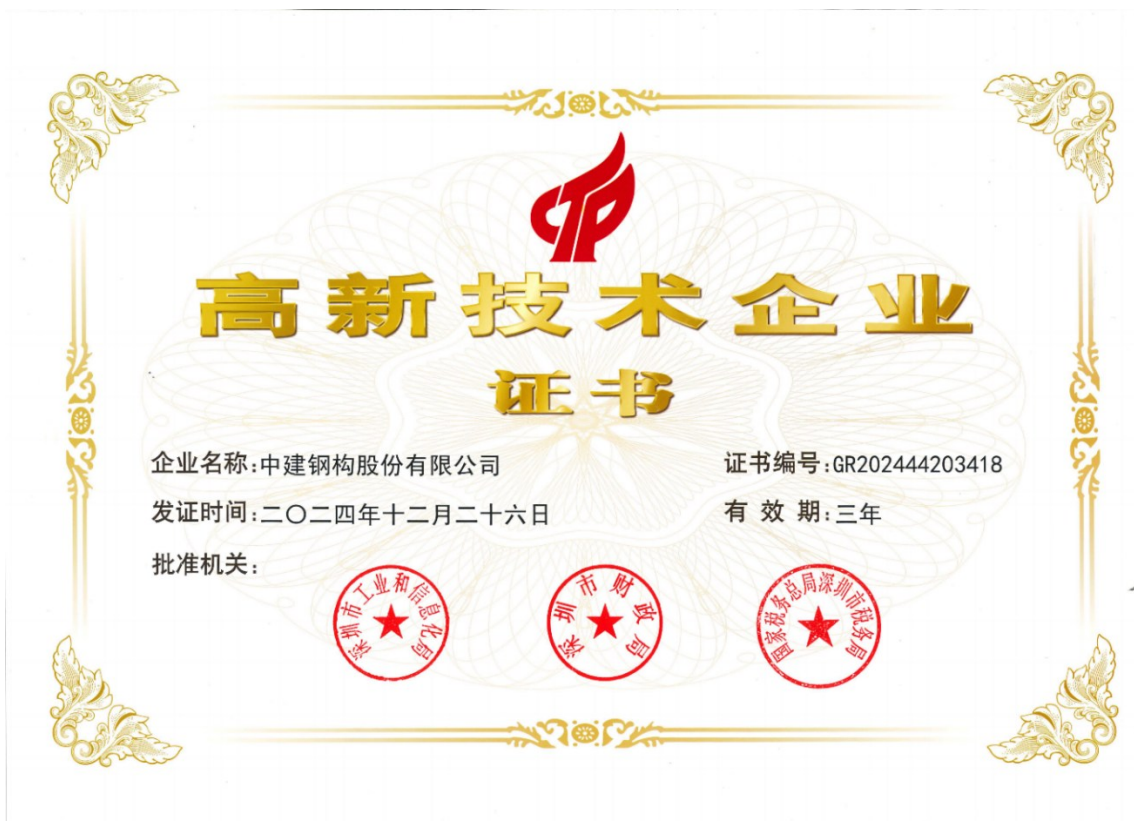 高新技术企业
证书
企业名称:中建钢构股份有限公司
证书编号:GR202444203418
发证时间:二〇二四年十二月二十六日
有效期:三年
批准机关:
深圳市工业和信息化局
深圳市财政局
国家税务总局深圳市税务局